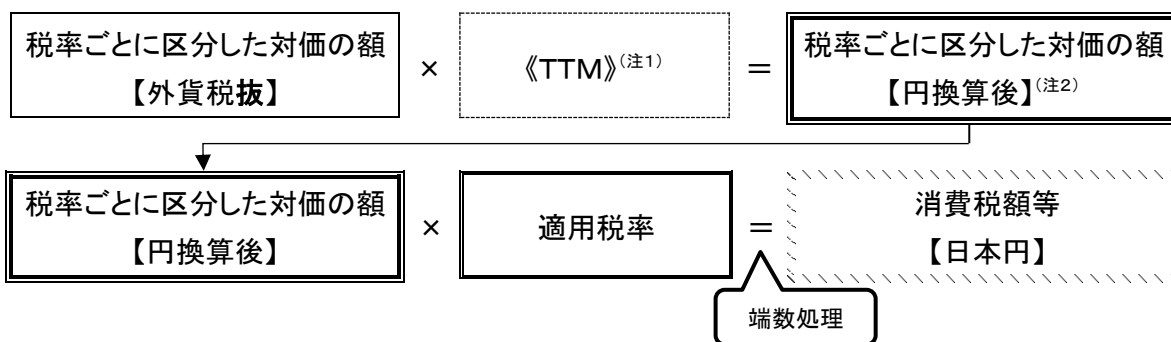 税率ごとに区分した対価の額
【外貨税抜】
×
《TTM》(注1)
＝
税率ごとに区分した対価の額
【円換算後】(注2)
税率ごとに区分した対価の額
【円換算後】
×
適用税率
＝
消費税額等
【日本円】
端数処理